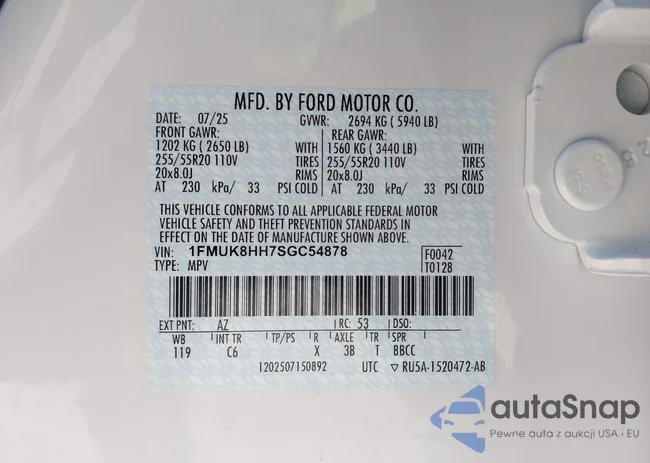 MFD. BY FORD MOTOR CO.
DATE: 07/25 GVWR: 2694 KG ( 5940 LB)
FRONT GAWR: REAR GAWR:
1202 KG ( 2650 LB) WITH 1560 KG ( 3440 LB) WITH
255/55R20 110V TIRES 255/55R20 110V TIRES
20x8.0J RIMS 20x8.0J RIMS
AT 230 kPa/ 33 PSI COLD AT 230 kPa/ 33 PSI COLD
THIS VEHICLE CONFORMS TO ALL APPLICABLE FEDERAL MOTOR
VEHICLE SAFETY AND THEFT PREVENTION STANDARDS IN
EFFECT ON THE DATE OF MANUFACTURE SHOWN ABOVE.
VIN: 1FMUK8HH7SGC54878 F0042
TYPE: MPV T0128
EXT PNT: AZ RC: 53 DSO:
WB INT TR TP/PS R AXLE TR SPR
119 C6 X 3B T BBCC
1202507150892 UTC ▽ RU5A-1520472-AB
autaSnap
Pewne auta z aukcji USA i EU